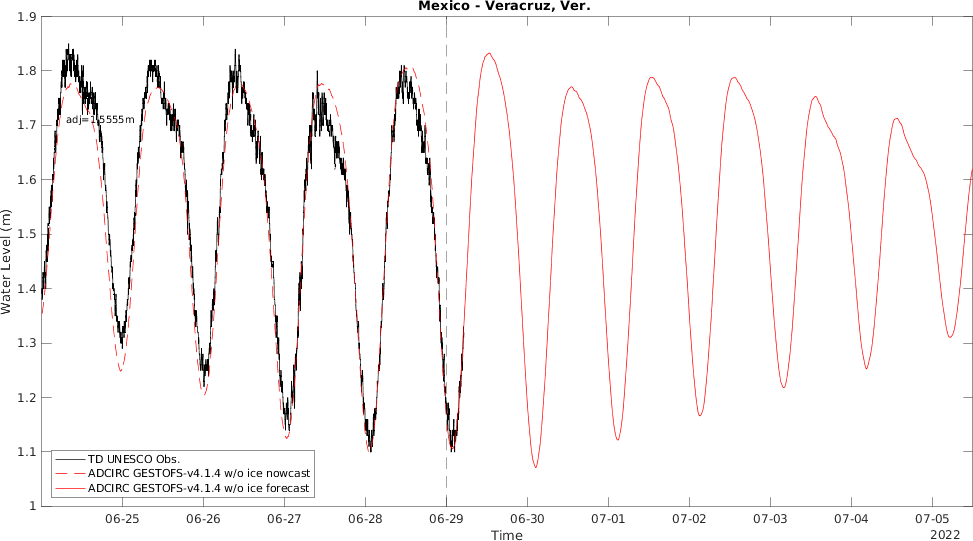 Mexico - Veracruz, Ver.
1.9
1.8
1.7
1.6
1.5
1.4
1.3
1.2
1.1
1
Water Level (m)
adj=1.5555m
TD UNESCO Obs.
ADCIRC GESTOFS-v4.1.4 w/o ice nowcast
ADCIRC GESTOFS-v4.1.4 w/o ice forecast
06-25 06-26 06-27 06-28 06-29 06-30 07-01 07-02 07-03 07-04 07-05
Time
2022